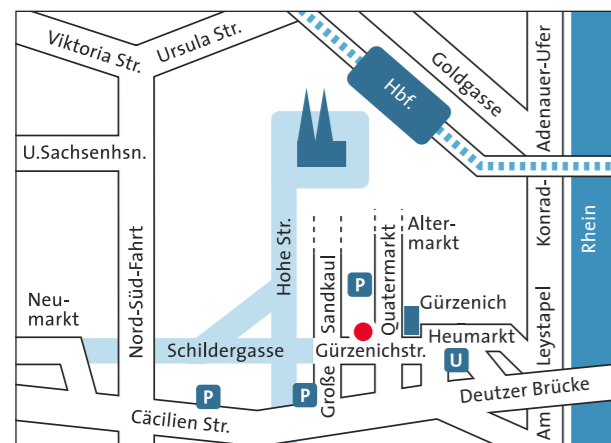 Viktoria Str.
Ursula Str.
Goldgasse
Hbf.
Konrad-Adenauer-Ufer
U.Sachsenhsn.
Nord-Süd-Fahrt
Hohe Str.
Große Sandkaul
Quatermarkt
Alter-
markt
Rhein
P
Neu-
markt
Gürzenich
Heumarkt
Am Leystapel
Schildergasse
Gürzenichstr.
U
P
P
Deutzer Brücke
Cäcilien Str.